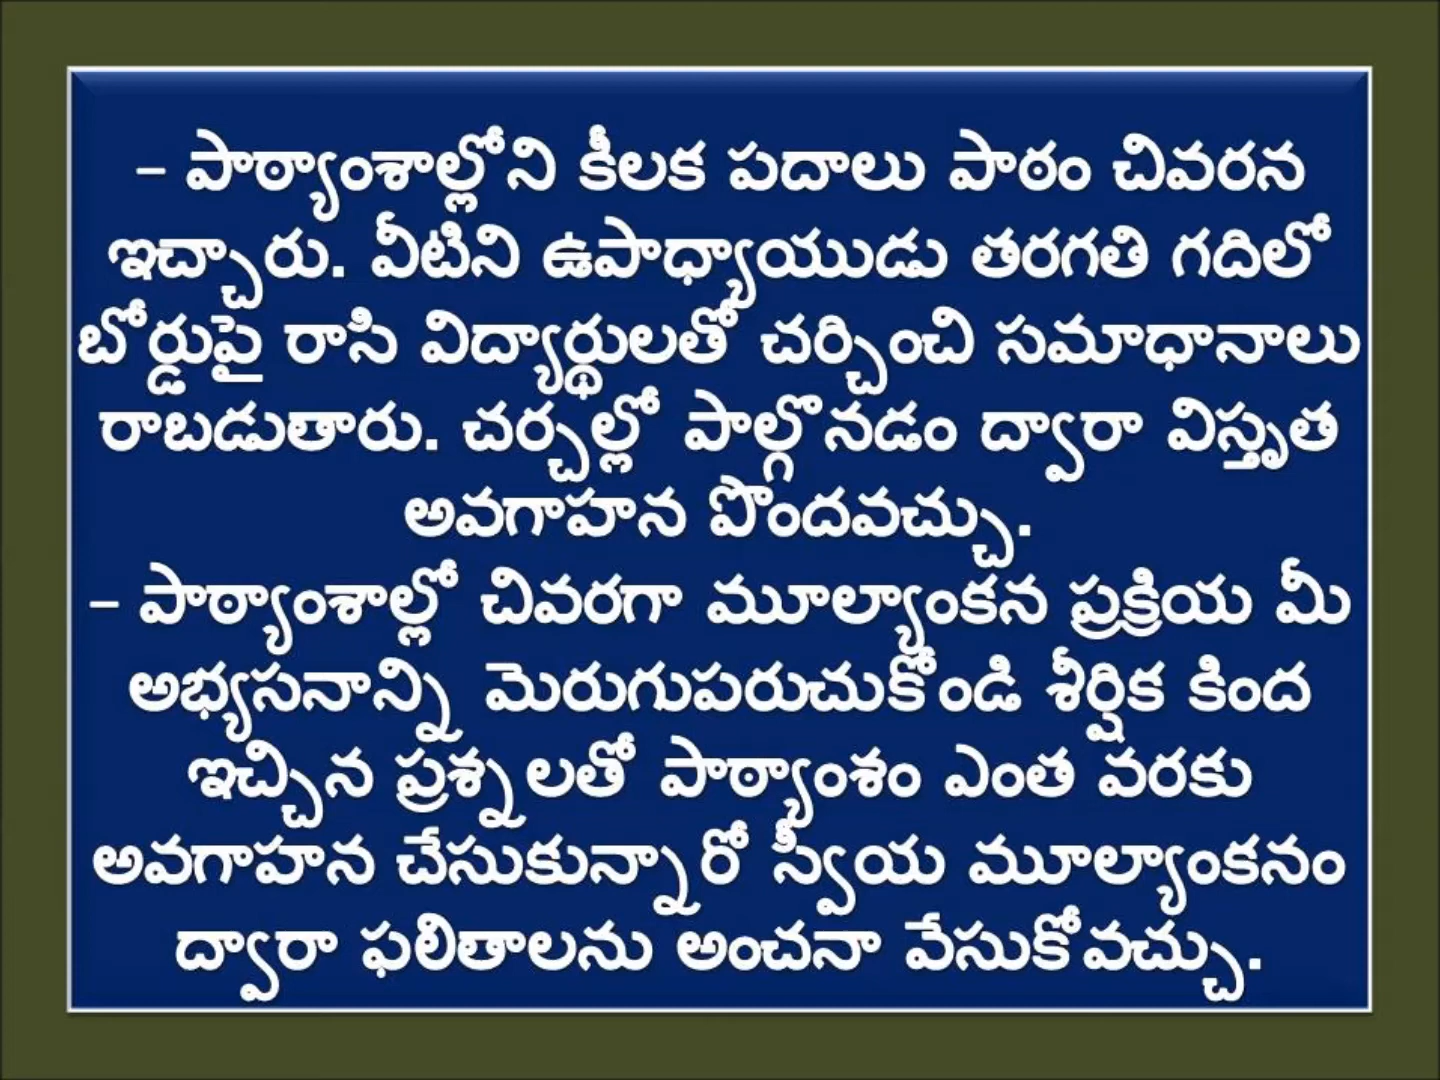 – పాఠ్యాంశాల్లోని కీలక పదాలు పాఠం చివరన
ఇచ్చారు. వీటిని ఉపాధ్యాయుడు తరగతి గదిలో
బోర్డుపై రాసి విద్యార్థులతో చర్చించి సమాధానాలు
రాబడుతారు. చర్చల్లో పాల్గొనడం ద్వారా విస్తృత
అవగాహన పొందవచ్చు.
– పాఠ్యాంశాల్లో చివరగా మూల్యాంకన ప్రక్రియ మీ
అభ్యసనాన్ని మెరుగుపరుచుకోండి శీర్షిక కింద
ఇచ్చిన ప్రశ్నలతో పాఠ్యాంశం ఎంత వరకు
అవగాహన చేసుకున్నారో స్వీయ మూల్యాంకనం
ద్వారా ఫలితాలను అంచనా వేసుకోవచ్చు.